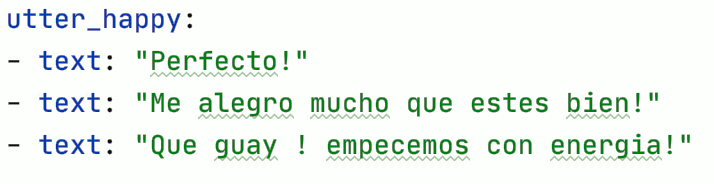 utter_happy:
- text: "Perfecto!"
- text: "Me alegro mucho que estes bien!"
- text: "Que guay ! empecemos con energia!"